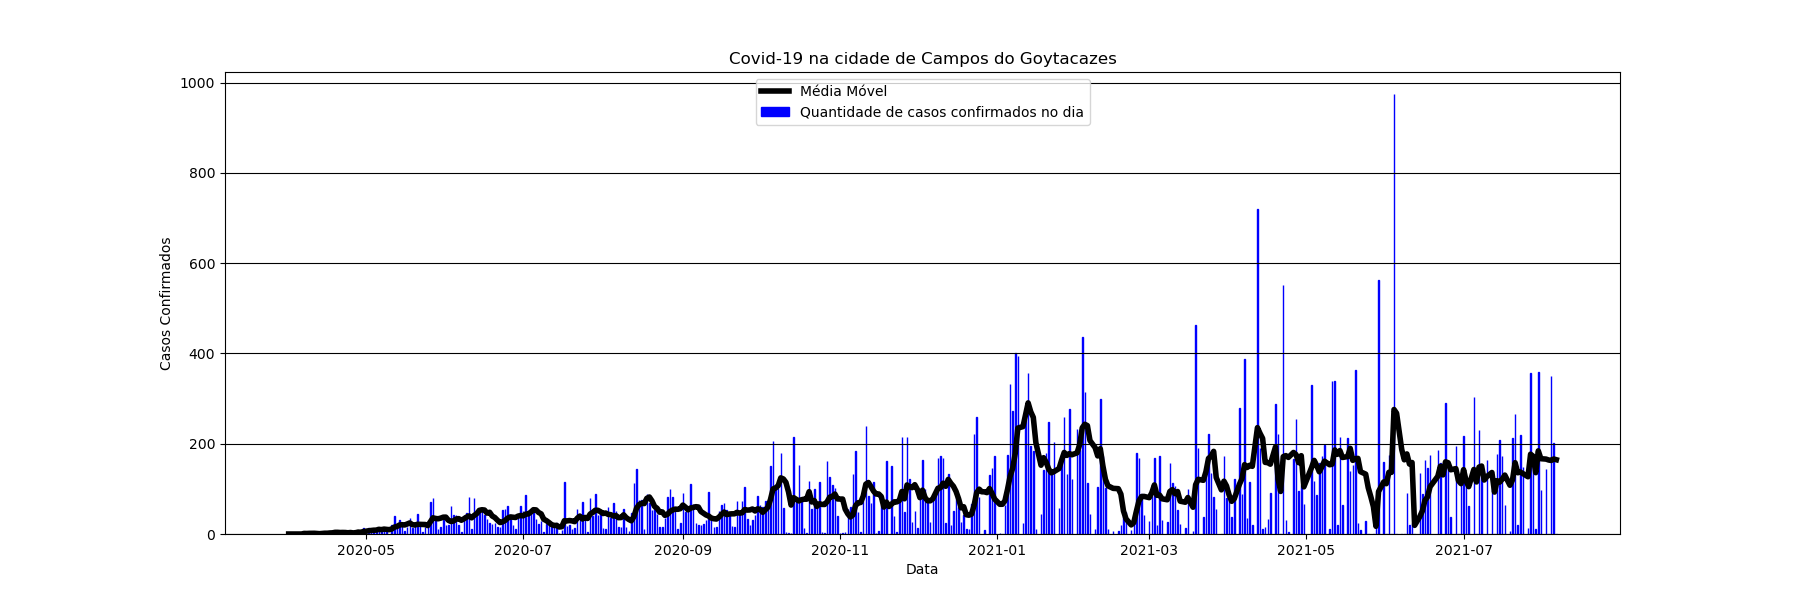 Covid-19 na cidade de Campos do Goytacazes
Média Móvel
Quantidade de casos confirmados no dia
Casos Confirmados
1000
800
600
400
200
0
2020-05 2020-07 2020-09 2020-11 2021-01 2021-03 2021-05 2021-07
Data